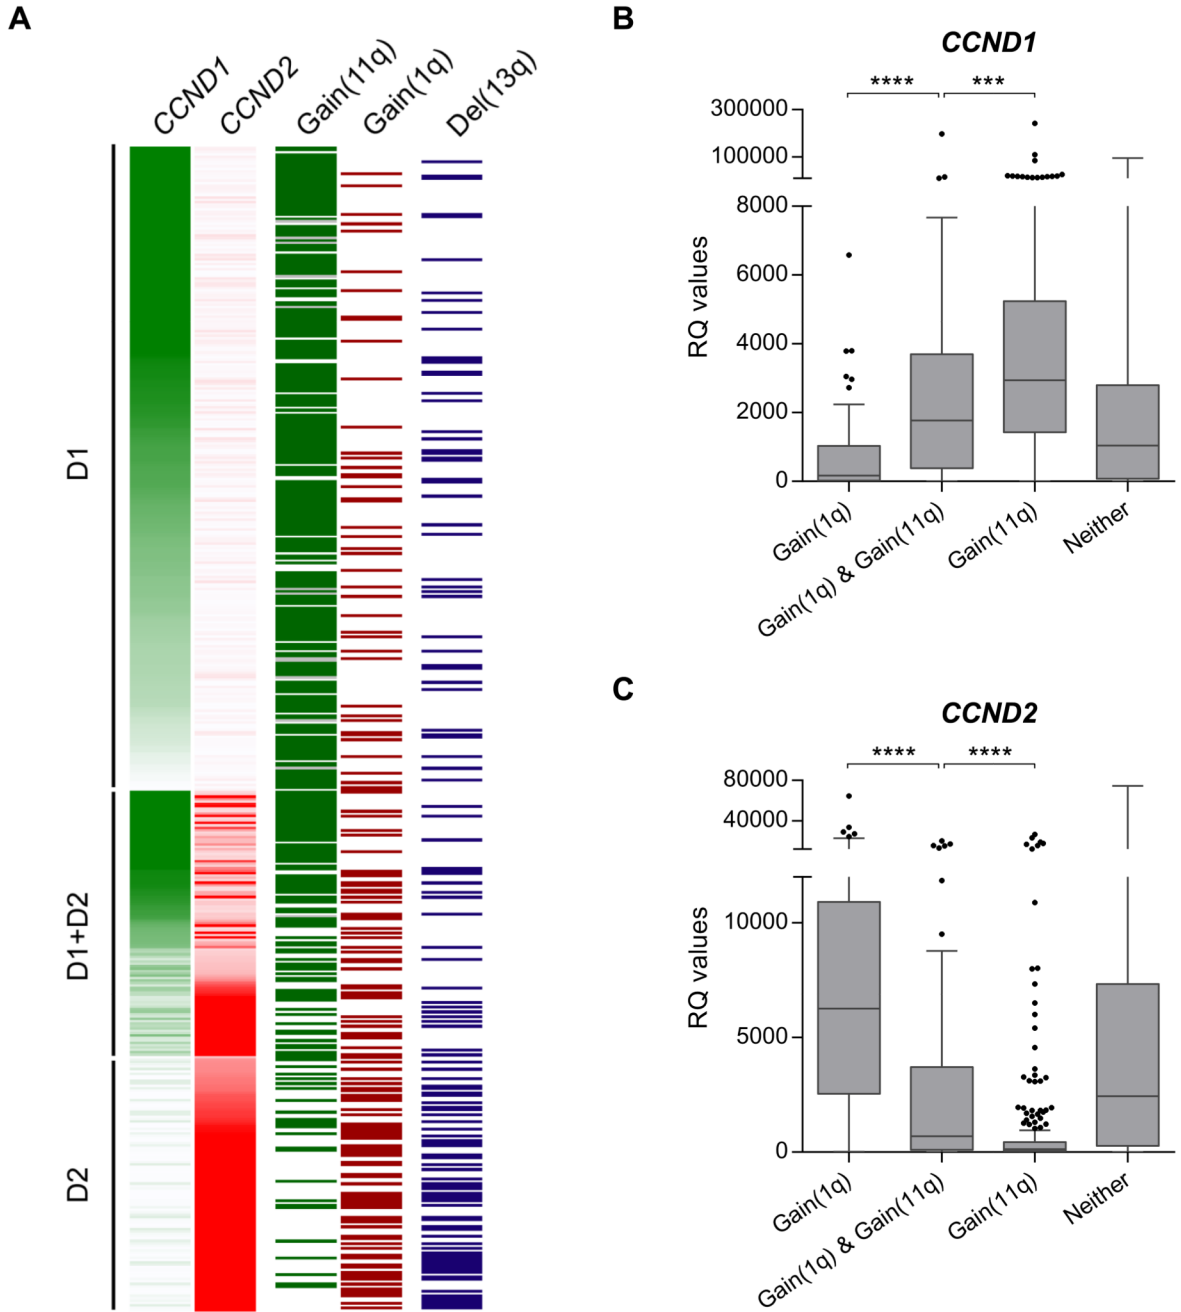 A
CCND1
CCND2
Gain(11q)
Gain(1q)
Del(13q)
D1
D1+D2
D2
B
CCND1
****
***
300000
100000
8000
6000
4000
2000
0
RQ values
Gain(1q)
Gain(1q) & Gain(11q)
Gain(11q)
Neither
C
CCND2
****
****
80000
40000
10000
5000
0
RQ values
Gain(1q)
Gain(1q) & Gain(11q)
Gain(11q)
Neither